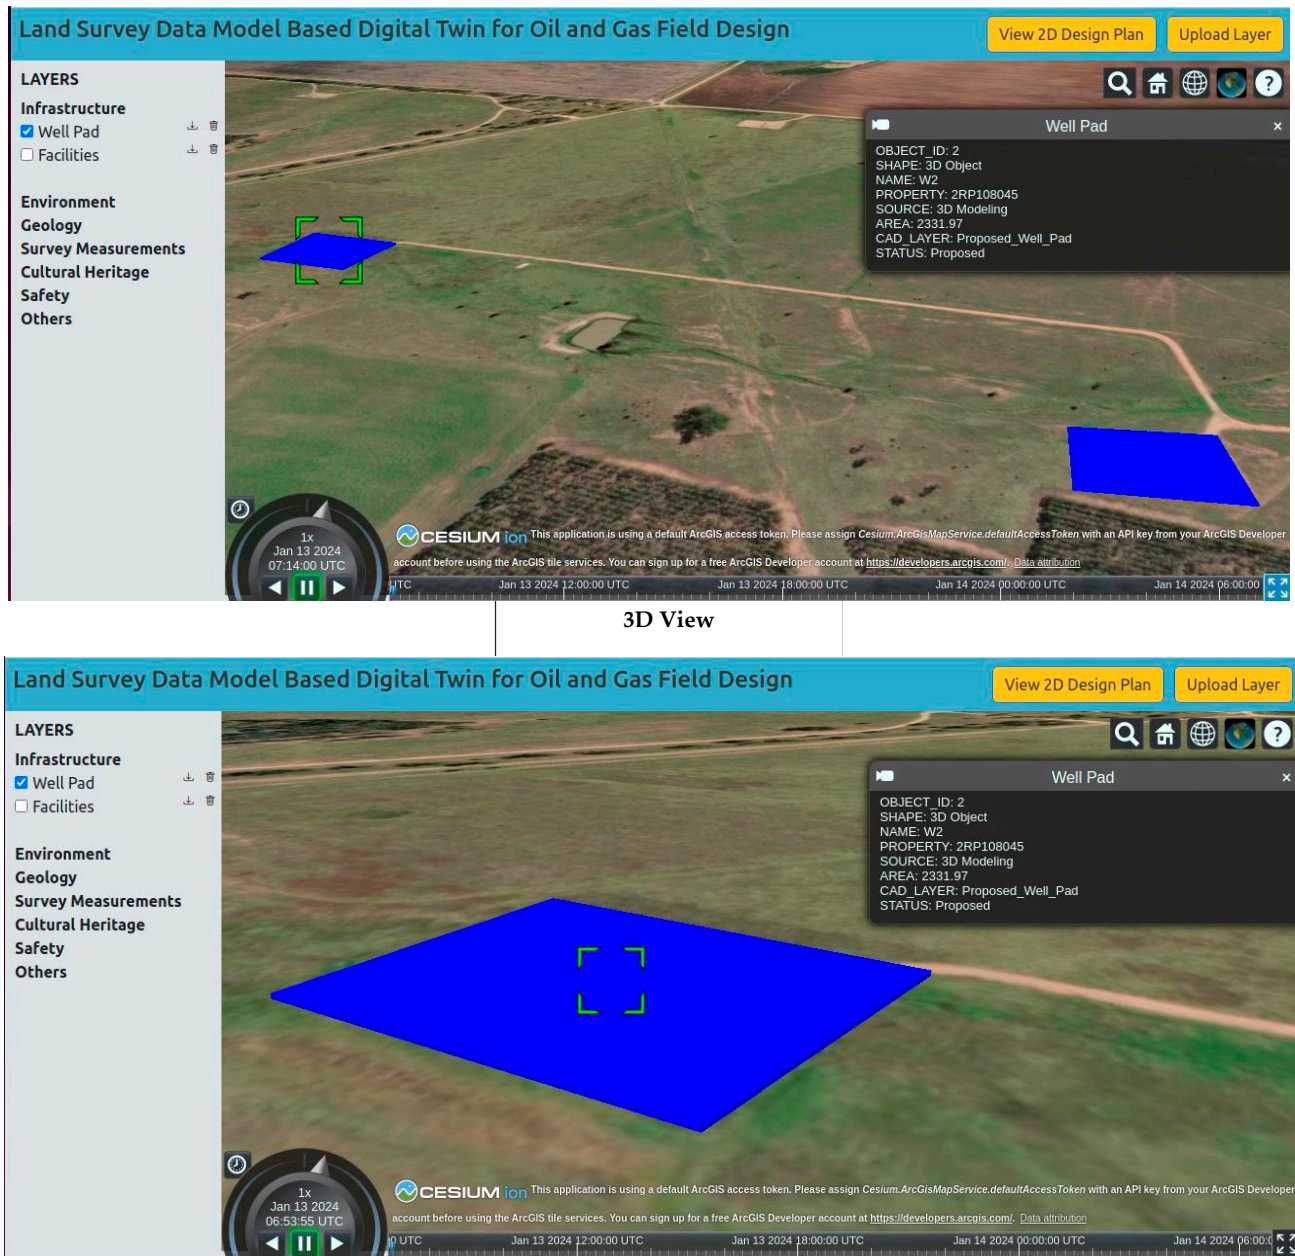 Land Survey Data Model Based Digital Twin for Oil and Gas Field Design
View 2D Design Plan
Upload Layer
LAYERS
Infrastructure
Well Pad
Facilities
Environment
Geology
Survey Measurements
Cultural Heritage
Safety
Others
?
Well Pad
×
OBJECT_ID: 2
SHAPE: 3D Object
NAME: W2
PROPERTY: 2RP108045
SOURCE: 3D Modeling
AREA: 2331.97
CAD_LAYER: Proposed_Well_Pad
STATUS: Proposed
1x
Jan 13 2024
07:14:00 UTC
CESIUM ion This application is using a default ArcGIS access token. Please assign Cesium.ArcGisMapService.defaultAccessToken with an API key from your ArcGIS Developer
account before using the ArcGIS tile services. You can sign up for a free ArcGIS Developer account at https://developers.arcgis.com/. Data attribution
UTC Jan 13 2024 12:00:00 UTC Jan 13 2024 18:00:00 UTC Jan 14 2024 00:00:00 UTC Jan 14 2024 06:00:00
3D View
Land Survey Data Model Based Digital Twin for Oil and Gas Field Design
View 2D Design Plan
Upload Layer
LAYERS
Infrastructure
Well Pad
Facilities
Environment
Geology
Survey Measurements
Cultural Heritage
Safety
Others
?
Well Pad
×
OBJECT_ID: 2
SHAPE: 3D Object
NAME: W2
PROPERTY: 2RP108045
SOURCE: 3D Modeling
AREA: 2331.97
CAD_LAYER: Proposed_Well_Pad
STATUS: Proposed
1x
Jan 13 2024
06:53:55 UTC
CESIUM ion This application is using a default ArcGIS access token. Please assign Cesium.ArcGisMapService.defaultAccessToken with an API key from your ArcGIS Developer
account before using the ArcGIS tile services. You can sign up for a free ArcGIS Developer account at https://developers.arcgis.com/. Data attribution
0 UTC Jan 13 2024 12:00:00 UTC Jan 13 2024 18:00:00 UTC Jan 14 2024 00:00:00 UTC Jan 14 2024 06:00:0